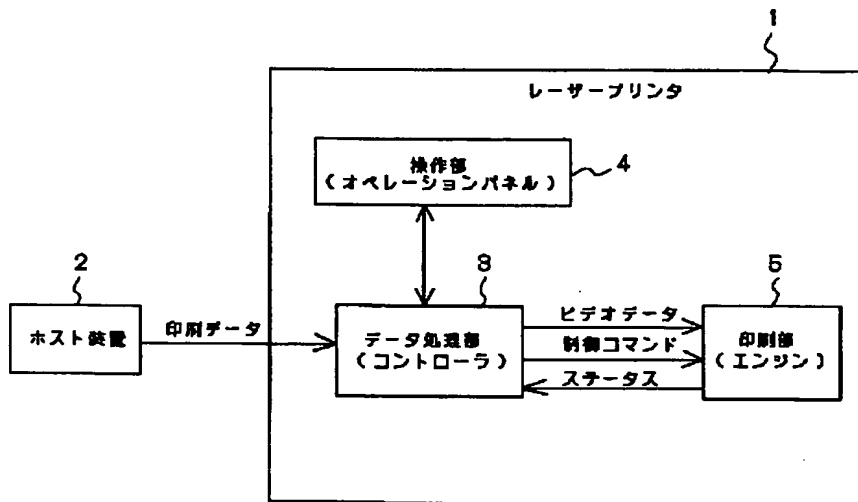 1
レーザープリンタ
操作部
(オペレーションパネル)
4
2
ホスト装置
印刷データ
3
データ処理部
(コントローラ)
ビデオデータ
制御コマンド
ステータス
5
印刷部
(エンジン)